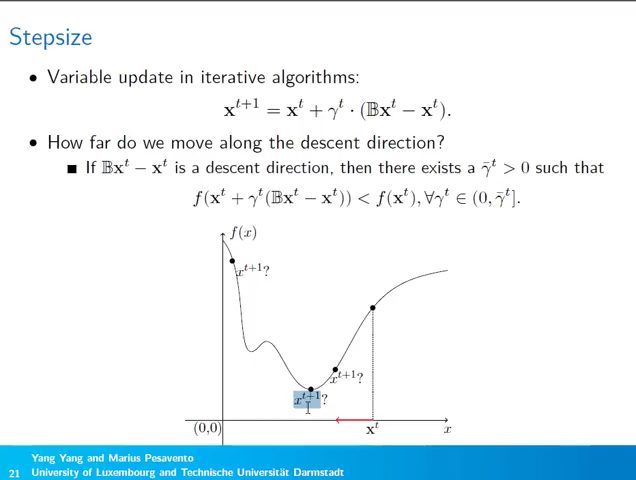 Stepsize
• Variable update in iterative algorithms:
x^{t+1} = x^t + γ^t · (𝔹x^t − x^t).
• How far do we move along the descent direction?
■ If 𝔹x^t − x^t is a descent direction, then there exists a γ̄^t > 0 such that
f(x^t + γ^t(𝔹x^t − x^t)) < f(x^t), ∀γ^t ∈ (0, γ̄^t].
f(x)
x^{t+1}?
x^{t+1}?
x^{t+1}?
(0,0)
x^t
x
Yang Yang and Marius Pesavento
21 University of Luxembourg and Technische Universität Darmstadt